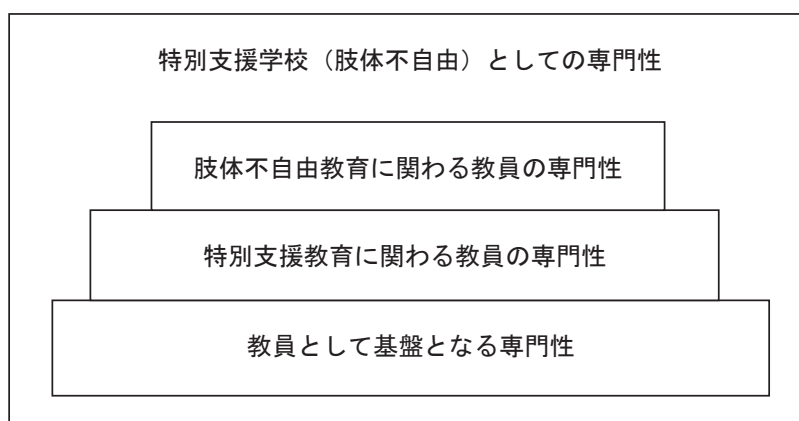 特別支援学校（肢体不自由）としての専門性
肢体不自由教育に関わる教員の専門性
特別支援教育に関わる教員の専門性
教員として基盤となる専門性